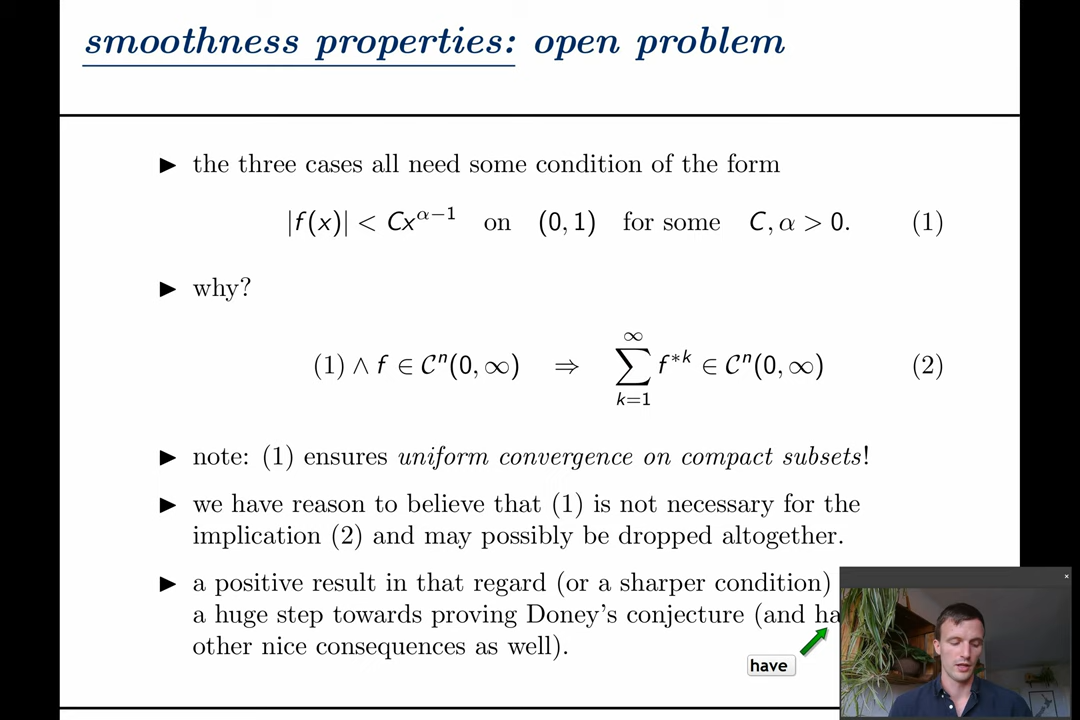 smoothness properties: open problem
▶ the three cases all need some condition of the form
|f(x)| < Cx^{α−1} on (0, 1) for some C, α > 0. (1)
▶ why?
(1) ∧ f ∈ C^n(0, ∞) ⇒ ∑_{k=1}^{∞} f^{*k} ∈ C^n(0, ∞) (2)
▶ note: (1) ensures uniform convergence on compact subsets!
▶ we have reason to believe that (1) is not necessary for the
implication (2) and may possibly be dropped altogether.
▶ a positive result in that regard (or a sharper condition)
a huge step towards proving Doney's conjecture (and ha
other nice consequences as well).
have